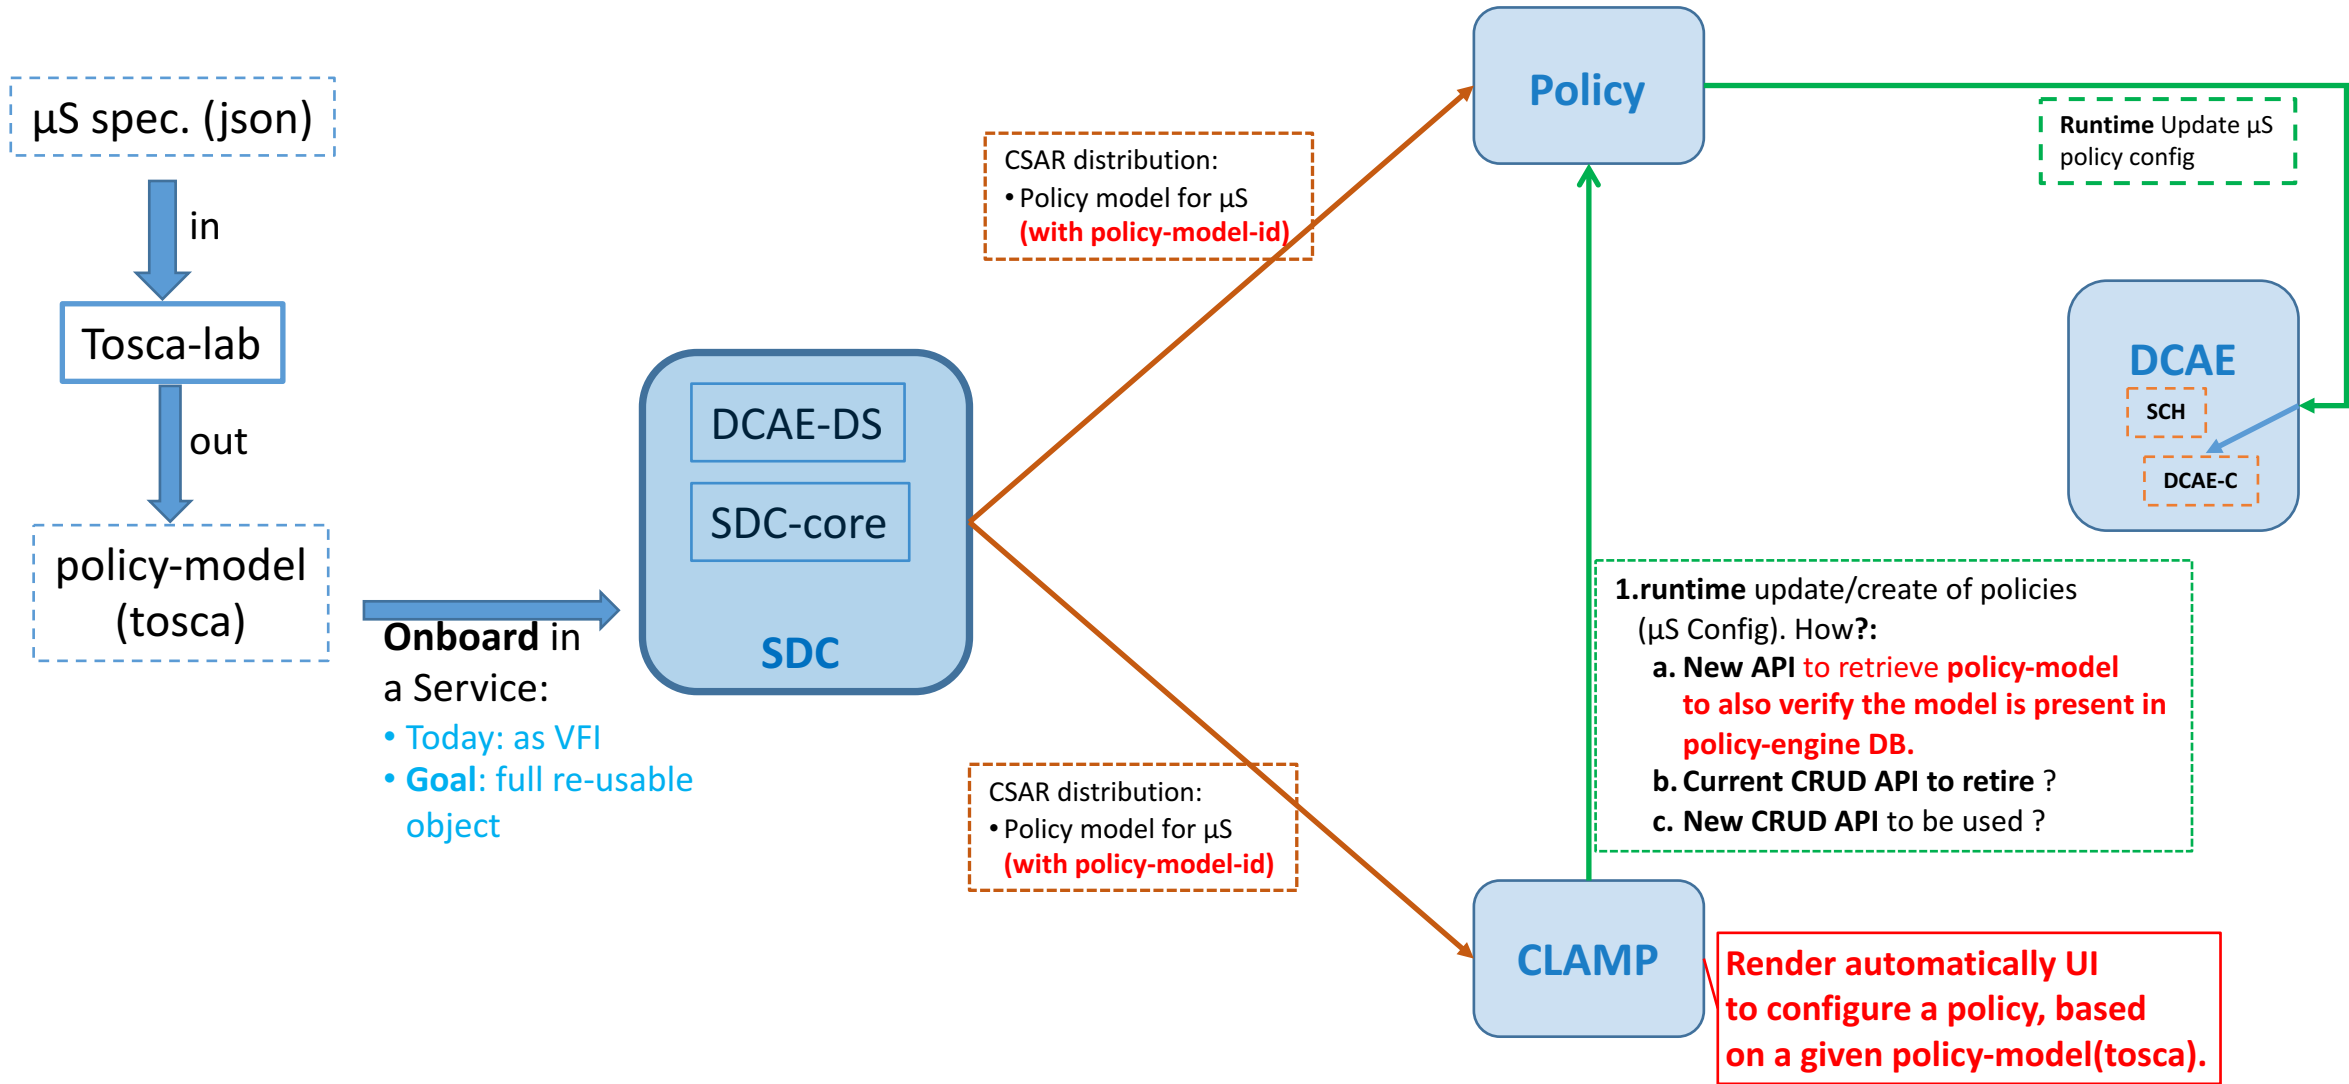 µS spec. (json)
in
Tosca-lab
out
policy-model
(tosca)
Onboard in
a Service:
• Today: as VFI
• Goal: full re-usable
object
DCAE-DS
SDC-core
SDC
CSAR distribution:
• Policy model for µS
(with policy-model-id)
CSAR distribution:
• Policy model for µS
(with policy-model-id)
Policy
Runtime Update µS
policy config
DCAE
SCH
DCAE-C
1.runtime update/create of policies
(µS Config). How?:
a. New API to retrieve policy-model
to also verify the model is present in
policy-engine DB.
b. Current CRUD API to retire ?
c. New CRUD API to be used ?
CLAMP
Render automatically UI
to configure a policy, based
on a given policy-model(tosca).